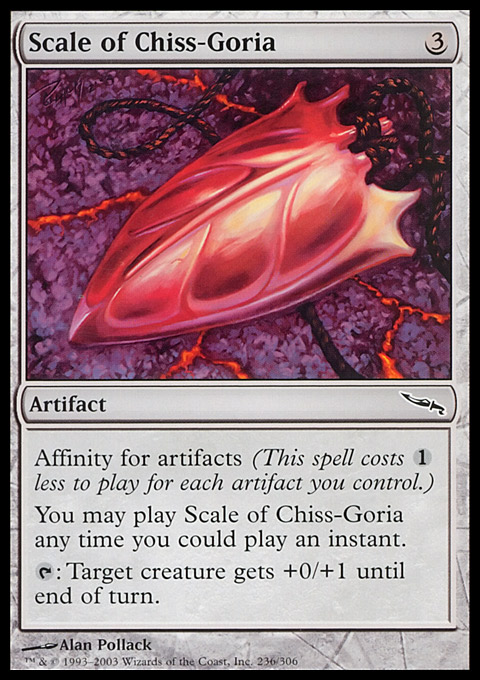 Scale of Chiss-Goria
3
Artifact
Affinity for artifacts (This spell costs 1
less to play for each artifact you control.)
You may play Scale of Chiss-Goria
any time you could play an instant.
: Target creature gets +0/+1 until
end of turn.
Alan Pollack
™ & © 1993–2003 Wizards of the Coast, Inc. 236/306